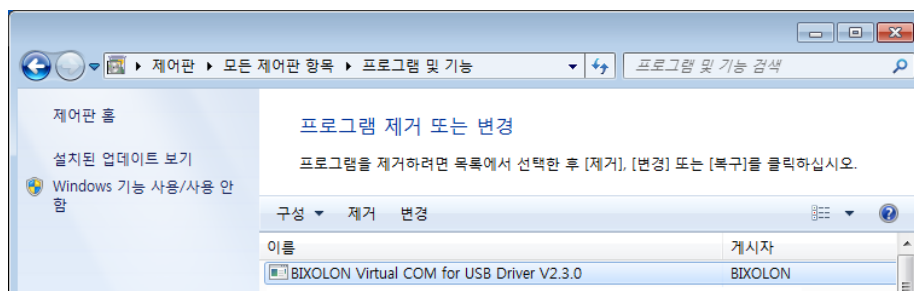 제어판 ▸ 모든 제어판 항목 ▸ 프로그램 및 기능
프로그램 및 기능 검색
제어판 홈
설치된 업데이트 보기
Windows 기능 사용/사용 안
함
프로그램 제거 또는 변경
프로그램을 제거하려면 목록에서 선택한 후 [제거], [변경] 또는 [복구]를 클릭하십시오.
구성 제거 변경
이름 게시자
BIXOLON Virtual COM for USB Driver V2.3.0 BIXOLON